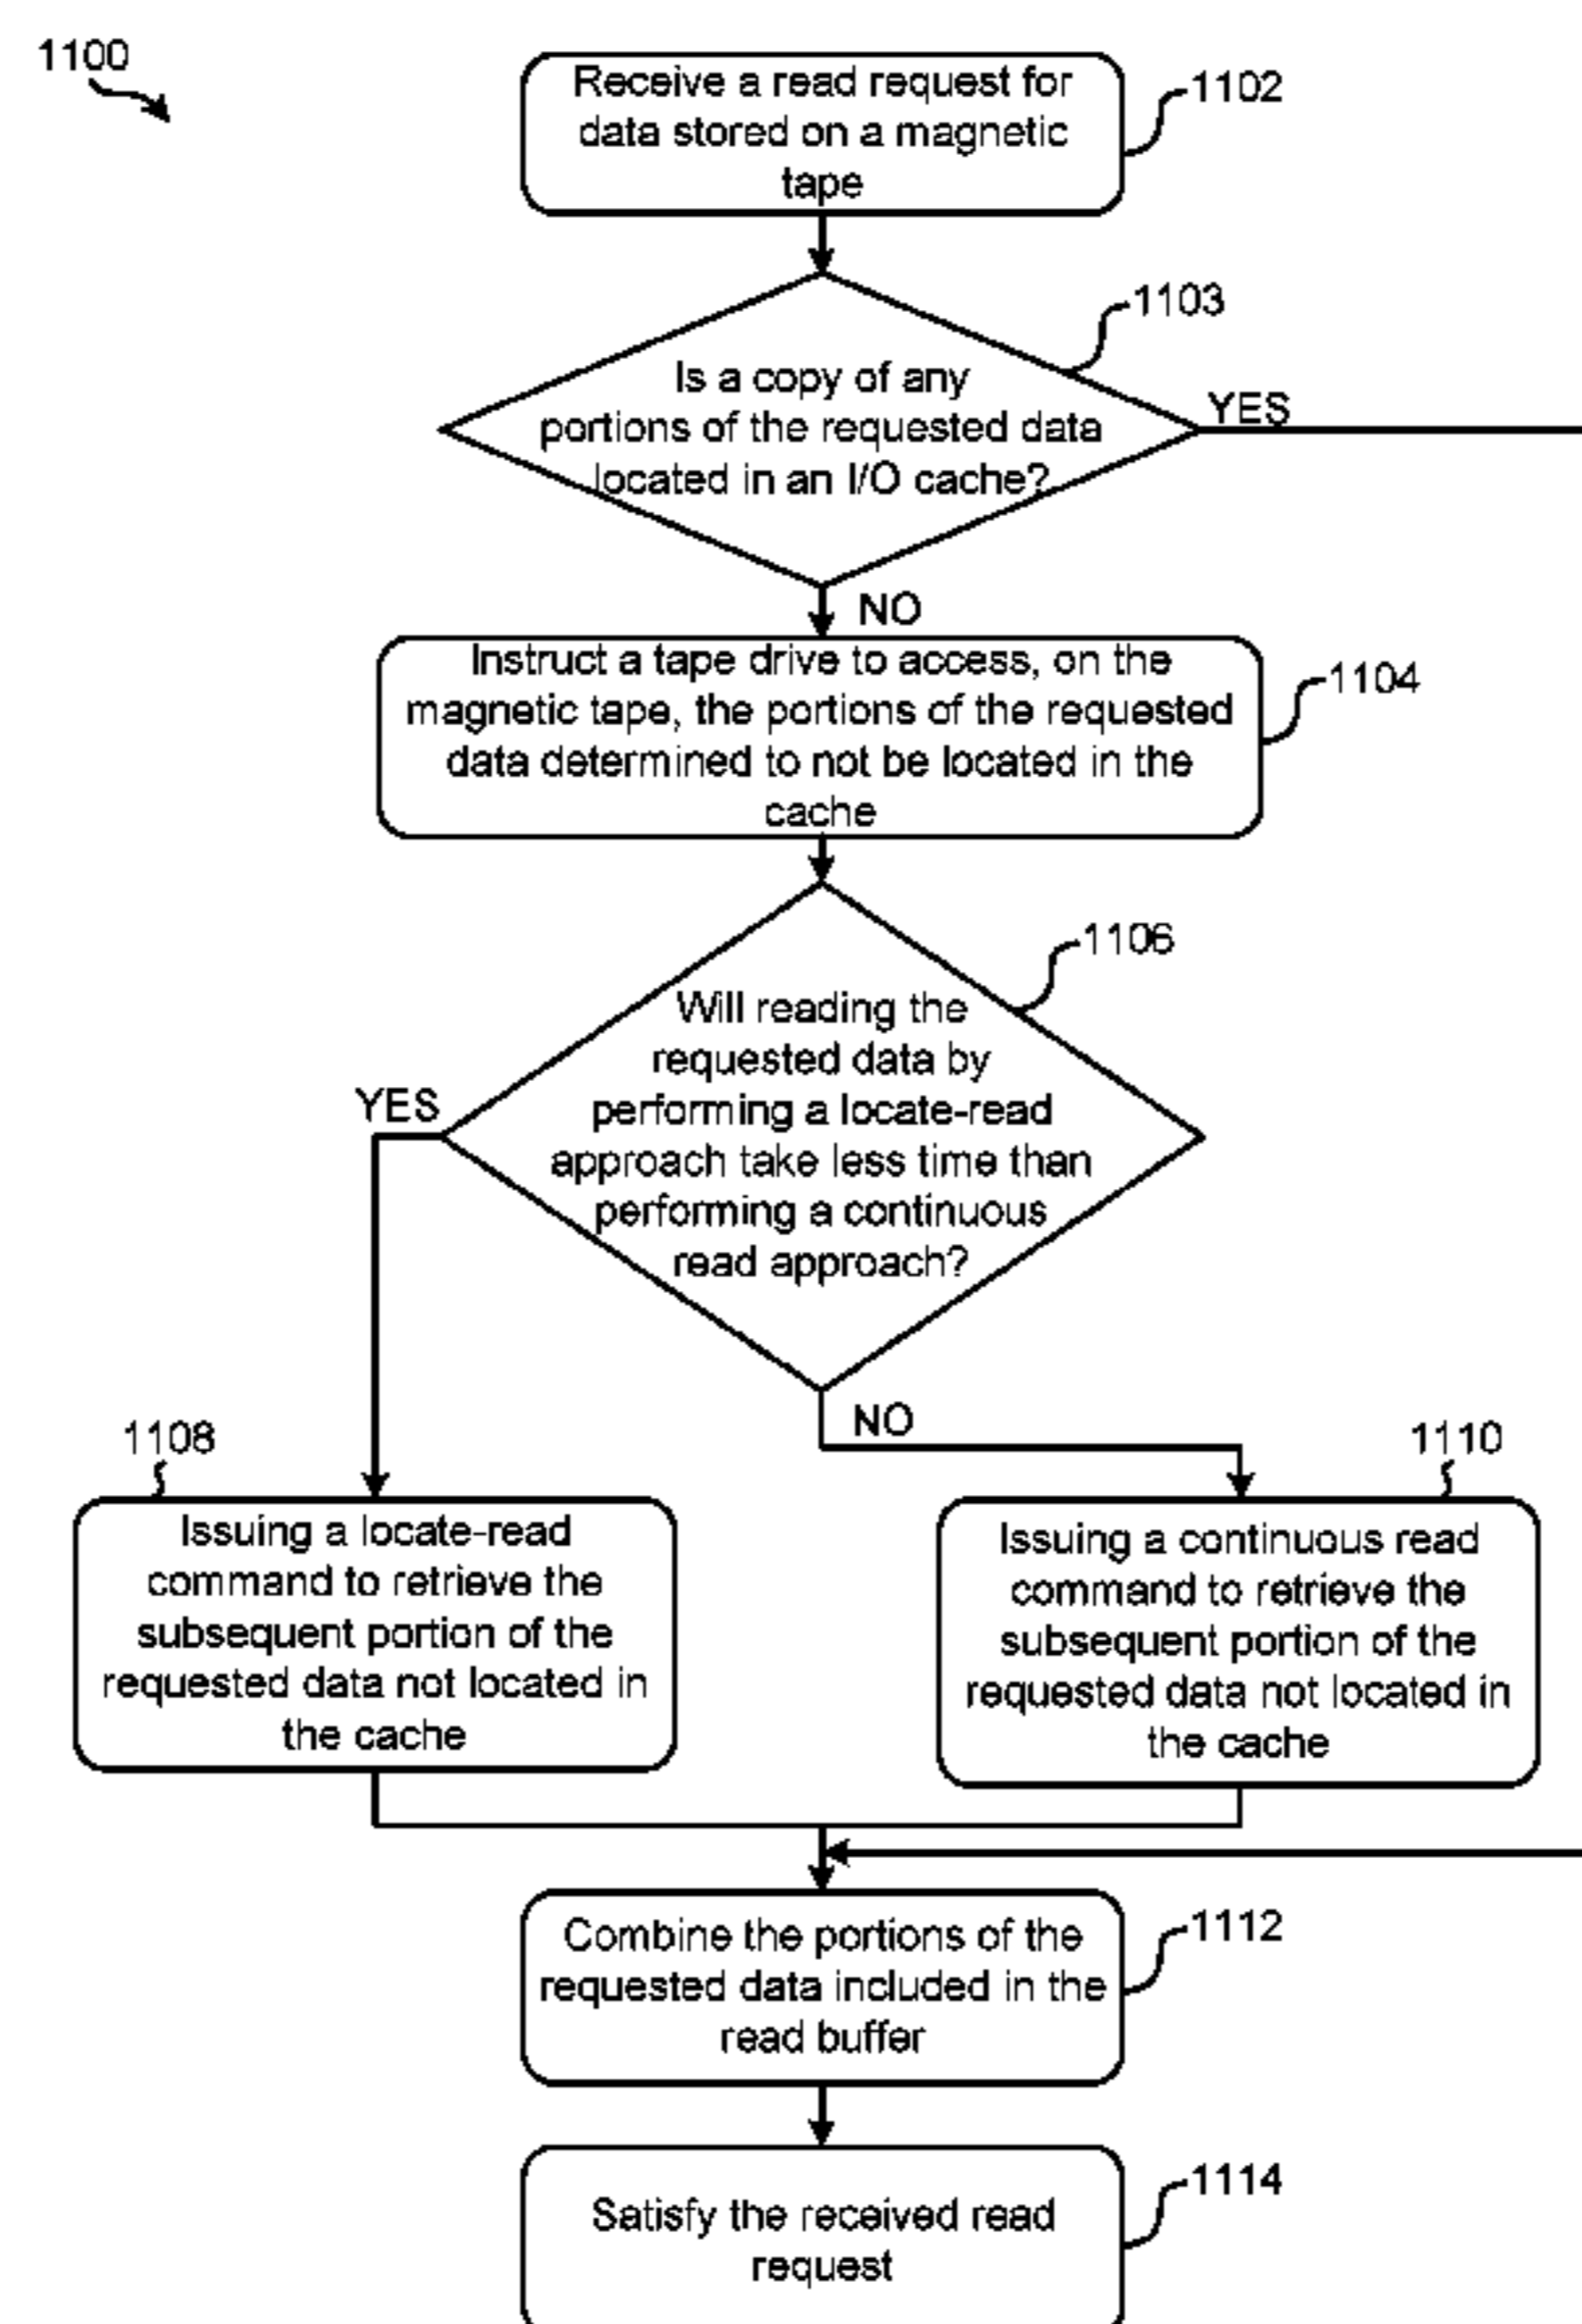 1100
Receive a read request for
data stored on a magnetic
tape
1102
1103
Is a copy of any
portions of the requested data
located in an I/O cache?
YES
NO
Instruct a tape drive to access, on the
magnetic tape, the portions of the requested
data determined to not be located in the
cache
1104
1106
Will reading the
requested data by
performing a locate-read
approach take less time than
performing a continuous
read approach?
YES
NO
1108
Issuing a locate-read
command to retrieve the
subsequent portion of the
requested data not located in
the cache
1110
Issuing a continuous read
command to retrieve the
subsequent portion of the
requested data not located in
the cache
Combine the portions of the
requested data included in the
read buffer
1112
Satisfy the received read
request
1114